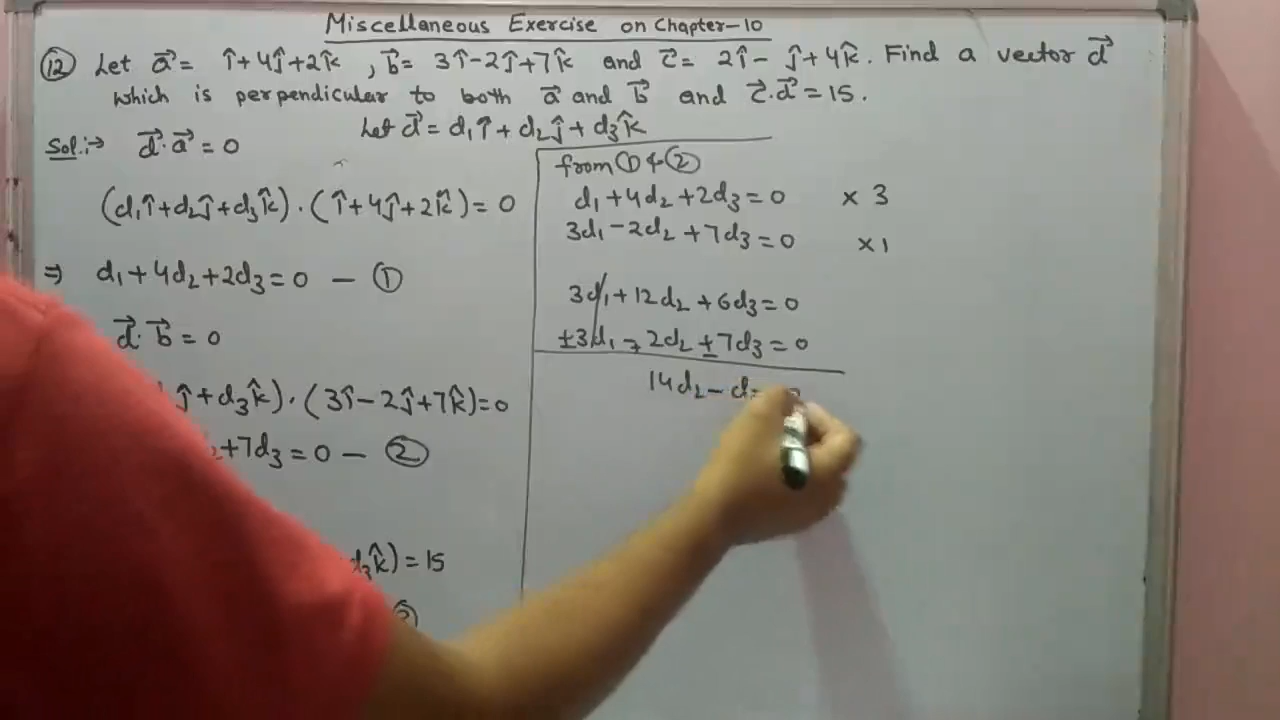 Miscellaneous Exercise on Chapter-10
⑫ Let a⃗ = î+4ĵ+2k̂ , b⃗ = 3î-2ĵ+7k̂ and c⃗ = 2î- ĵ+4k̂. Find a vector d⃗
which is perpendicular to both a⃗ and b⃗ and c⃗.d⃗ = 15.
Let d⃗ = d₁î + d₂ĵ + d₃k̂
Sol:→ d⃗.a⃗ = 0
(d₁î+d₂ĵ+d₃k̂).(î+4ĵ+2k̂) = 0
⇒ d₁+4d₂+2d₃ = 0 — ①
d⃗.b⃗ = 0
ĵ+d₃k̂).(3î-2ĵ+7k̂)=0
+7d₃ = 0 — ②
k̂) = 15
from ① & ②
d₁+4d₂+2d₃=0 × 3
3d₁-2d₂+7d₃=0 ×1
3d₁+12d₂+6d₃=0
±3d₁ ∓ 2d₂ ± 7d₃ = 0
14d₂ - d